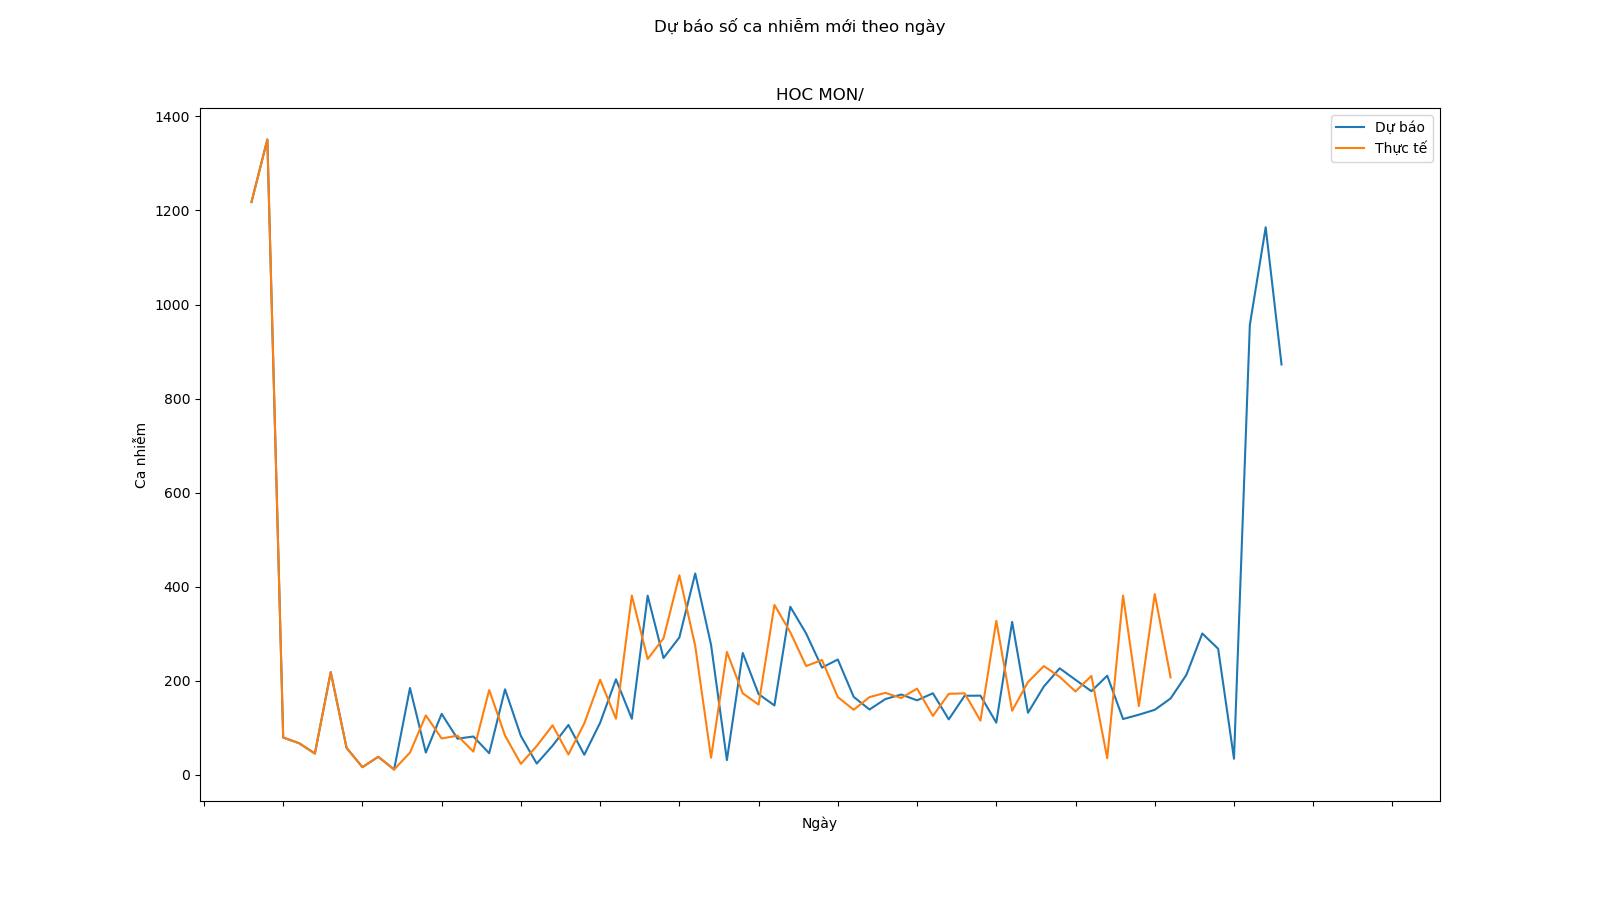 Dự báo số ca nhiễm mới theo ngày
HOC MON/
1400
1200
1000
800
600
400
200
0
Ca nhiễm
Ngày
Dự báo
Thực tế